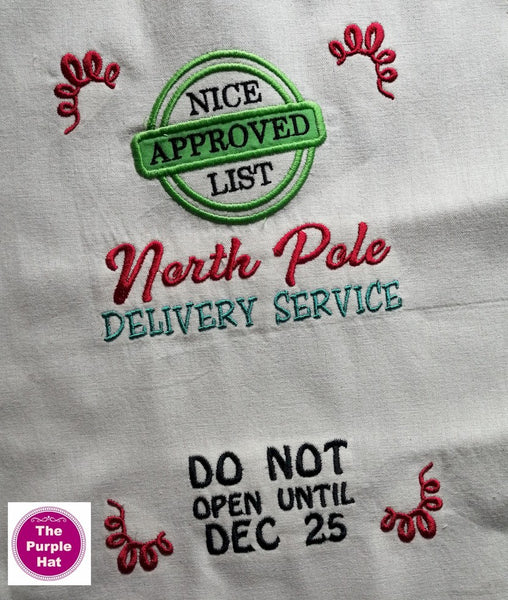 NICE
APPROVED
LIST
North Pole
DELIVERY SERVICE
DO NOT
OPEN UNTIL
DEC 25
The
Purple
Hat